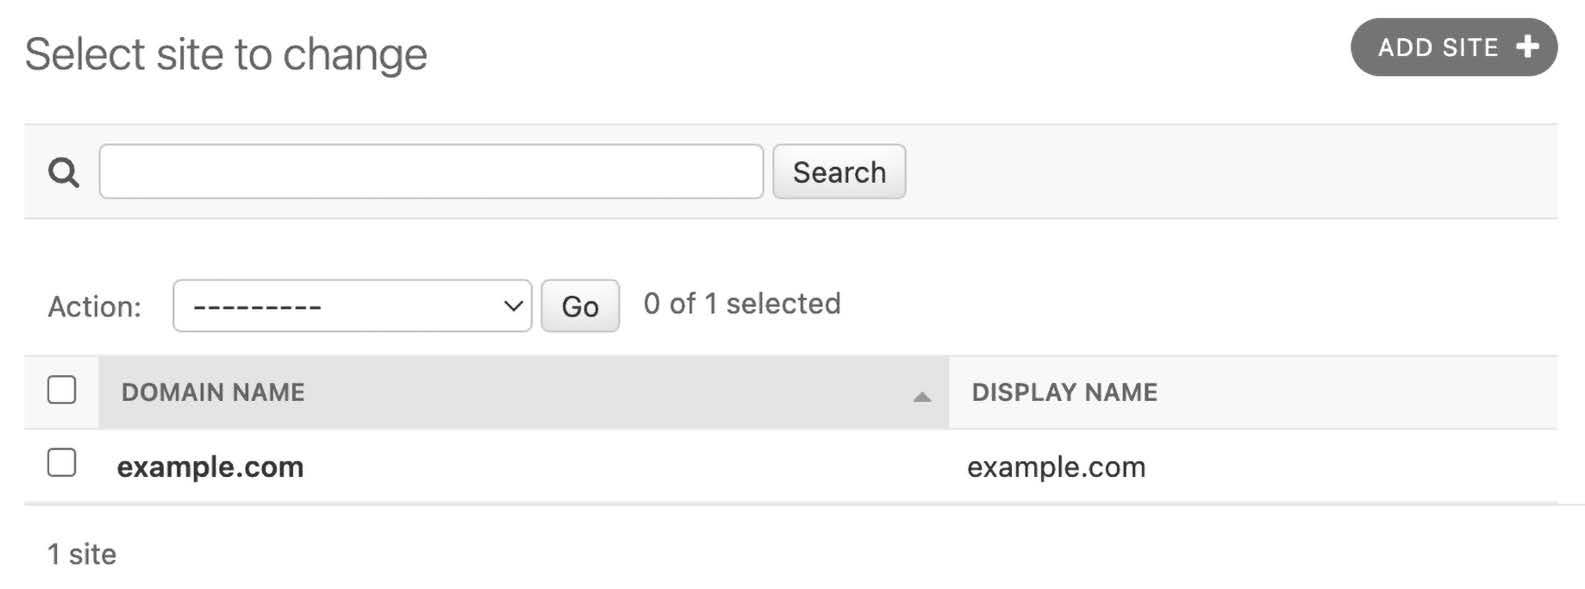 Select site to change
ADD SITE +
Search
Action: --------- Go 0 of 1 selected
DOMAIN NAME DISPLAY NAME
example.com example.com
1 site